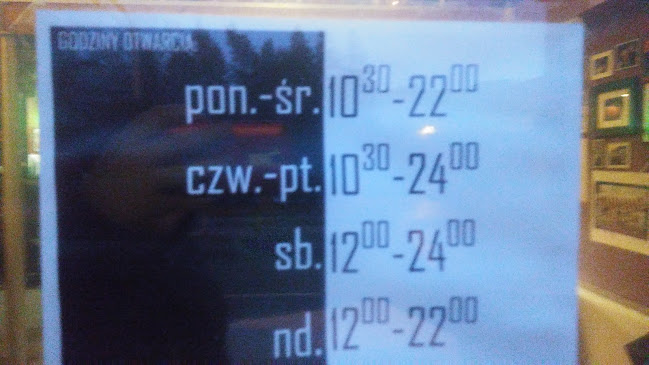 GODZINY OTWARCIA:
pon.-śr. 10³⁰-22⁰⁰
czw.-pt. 10³⁰-24⁰⁰
sb. 12⁰⁰-24⁰⁰
nd. 12⁰⁰-22⁰⁰